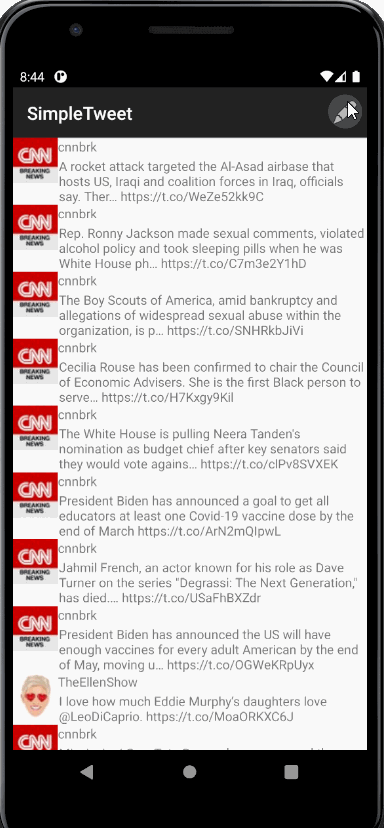 8:44
SimpleTweet
CNN
BREAKING
NEWS
cnnbrk
A rocket attack targeted the Al-Asad airbase that
hosts US, Iraqi and coalition forces in Iraq, officials
say. Ther… https://t.co/WeZe52kk9C
CNN
BREAKING
NEWS
cnnbrk
Rep. Ronny Jackson made sexual comments, violated
alcohol policy and took sleeping pills when he was
White House ph… https://t.co/C7m3e2Y1hD
CNN
BREAKING
NEWS
cnnbrk
The Boy Scouts of America, amid bankruptcy and
allegations of widespread sexual abuse within the
organization, is p… https://t.co/SNHRkbJiVi
CNN
BREAKING
NEWS
cnnbrk
Cecilia Rouse has been confirmed to chair the Council
of Economic Advisers. She is the first Black person to
serve… https://t.co/H7Kxgy9Kil
CNN
BREAKING
NEWS
cnnbrk
The White House is pulling Neera Tanden's
nomination as budget chief after key senators said
they would vote agains… https://t.co/clPv8SVXEK
CNN
BREAKING
NEWS
cnnbrk
President Biden has announced a goal to get all
educators at least one Covid-19 vaccine dose by the
end of March https://t.co/ArN2mQIpwL
CNN
BREAKING
NEWS
cnnbrk
Jahmil French, an actor known for his role as Dave
Turner on the series "Degrassi: The Next Generation,"
has died.… https://t.co/USaFhBXZdr
CNN
BREAKING
NEWS
cnnbrk
President Biden has announced the US will have
enough vaccines for every adult American by the end
of May, moving u… https://t.co/OGWeKRpUyx
TheEllenShow
I love how much Eddie Murphy's daughters love
@LeoDiCaprio. https://t.co/MoaORKXC6J
CNN
cnnbrk